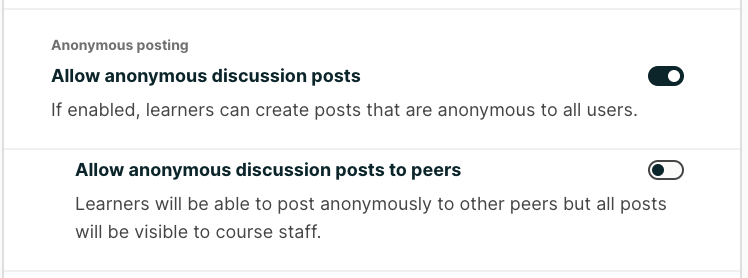 Anonymous posting
Allow anonymous discussion posts
If enabled, learners can create posts that are anonymous to all users.
Allow anonymous discussion posts to peers
Learners will be able to post anonymously to other peers but all posts
will be visible to course staff.